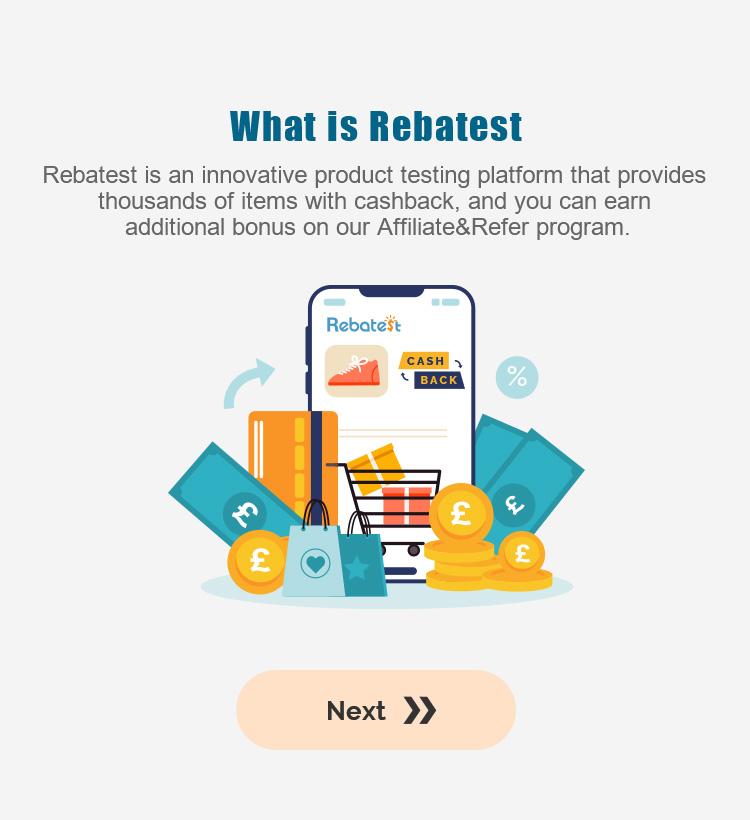 What is Rebatest
Rebatest is an innovative product testing platform that provides
thousands of items with cashback, and you can earn
additional bonus on our Affiliate&Refer program.
Rebatest
CASH
BACK
%
£
£
£
£
£
Next